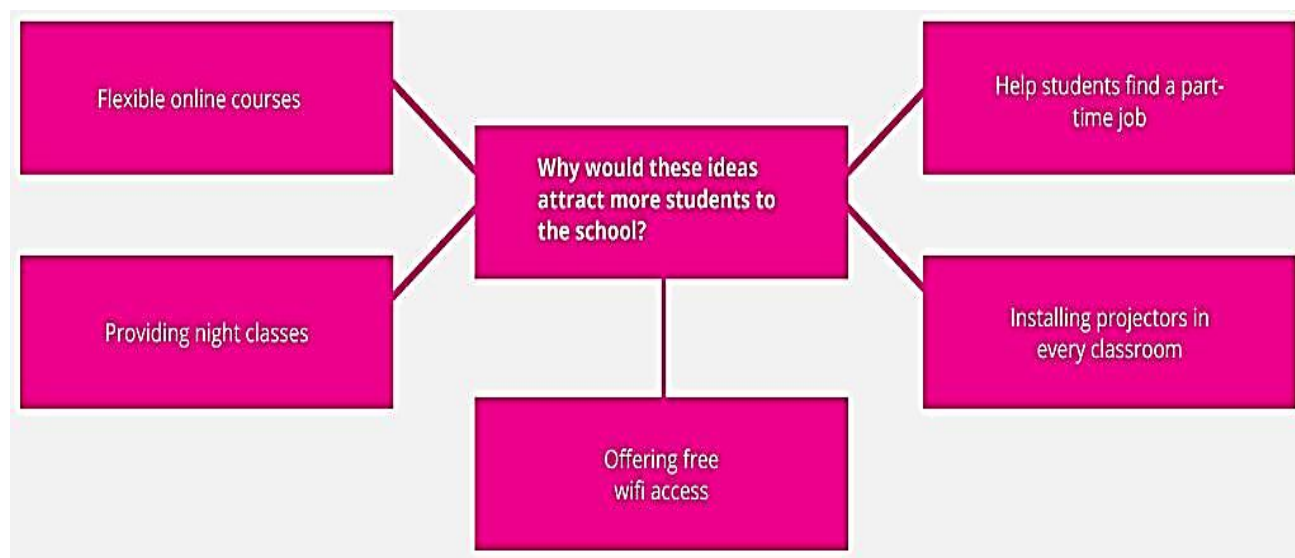 Flexible online courses
Help students find a part-
time job
Why would these ideas
attract more students to
the school?
Providing night classes
Installing projectors in
every classroom
Offering free
wifi access